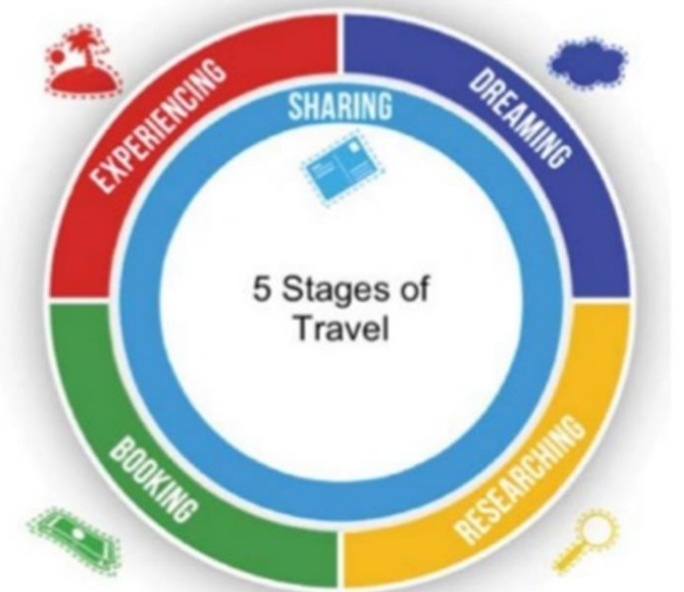 SHARING
EXPERIENCING
DREAMING
5 Stages of
Travel
BOOKING
RESEARCHING